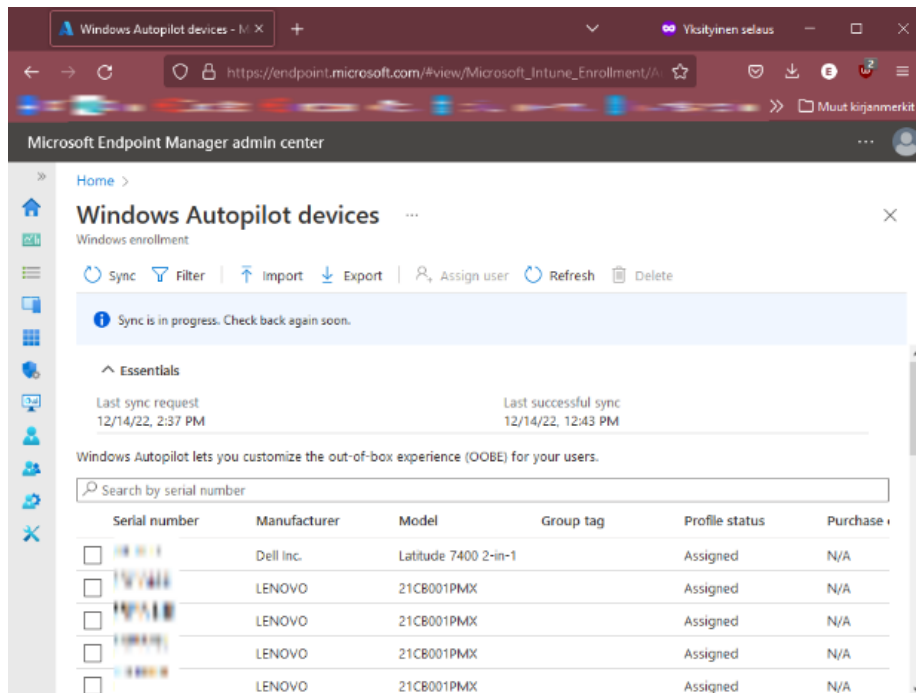 Windows Autopilot devices - M
Yksityinen selaus
https://endpoint.microsoft.com/#view/Microsoft_Intune_Enrollment/A
2
Muut kirjanmerkit
Microsoft Endpoint Manager admin center
Home >
Windows Autopilot devices ...
Windows enrollment
Sync Filter Import Export Assign user Refresh Delete
Sync is in progress. Check back again soon.
Essentials
Last sync request Last successful sync
12/14/22, 2:37 PM 12/14/22, 12:43 PM
Windows Autopilot lets you customize the out-of-box experience (OOBE) for your users.
Search by serial number
Serial number Manufacturer Model Group tag Profile status Purchase
Dell Inc. Latitude 7400 2-in-1 Assigned N/A
LENOVO 21CB001PMX Assigned N/A
LENOVO 21CB001PMX Assigned N/A
LENOVO 21CB001PMX Assigned N/A
LENOVO 21CB001PMX Assigned N/A